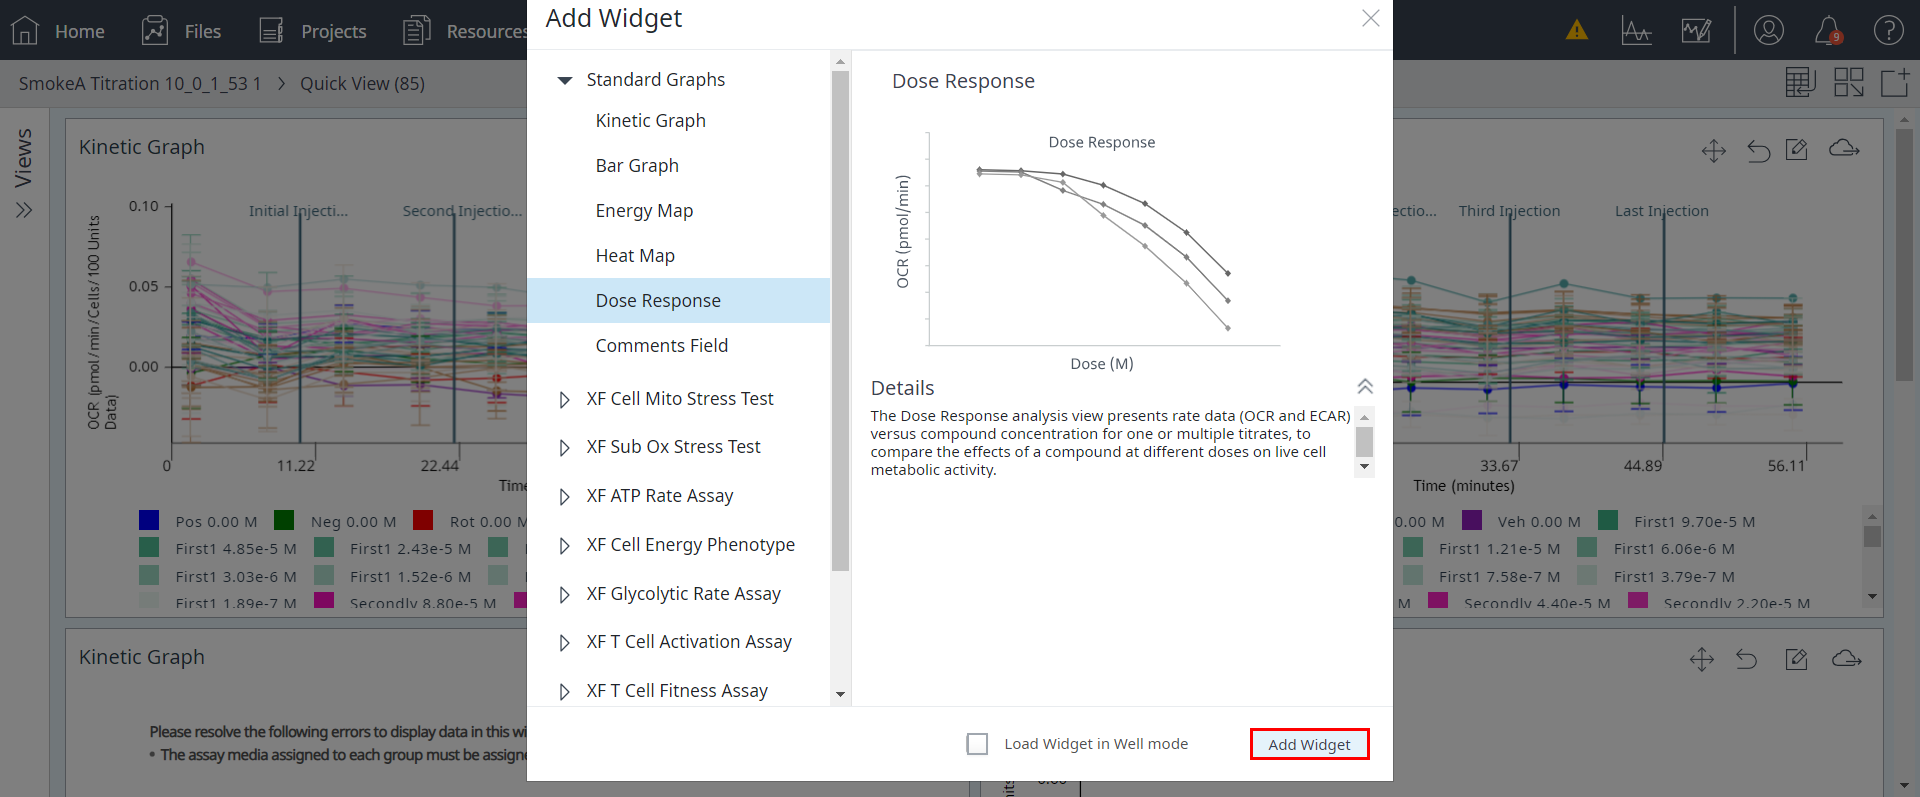 Home
Files
Projects
Resources
9
SmokeA Titration 10_0_1_53 1 > Quick View (85)
Views
Kinetic Graph
OCR (pmol/min/Cells/100 Units Data)
0.10
0.05
0.00
Initial Injecti...
Second Injectio...
0
11.22
22.44
Time
Pos 0.00 M
Neg 0.00 M
Rot 0.00 M
First1 4.85e-5 M
First1 2.43e-5 M
First1 3.03e-6 M
First1 1.52e-6 M
First1 1.89e-7 M
Secondly 8.80e-5 M
Kinetic Graph
Please resolve the following errors to display data in this wi
• The assay media assigned to each group must be assigne
Add Widget
Standard Graphs
Kinetic Graph
Bar Graph
Energy Map
Heat Map
Dose Response
Comments Field
XF Cell Mito Stress Test
XF Sub Ox Stress Test
XF ATP Rate Assay
XF Cell Energy Phenotype
XF Glycolytic Rate Assay
XF T Cell Activation Assay
XF T Cell Fitness Assay
Dose Response
Dose Response
OCR (pmol/min)
Dose (M)
Details
The Dose Response analysis view presents rate data (OCR and ECAR)
versus compound concentration for one or multiple titrates, to
compare the effects of a compound at different doses on live cell
metabolic activity.
Load Widget in Well mode
Add Widget
ectio...
Third Injection
Last Injection
33.67
44.89
56.11
Time (minutes)
0.00 M
Veh 0.00 M
First1 9.70e-5 M
First1 1.21e-5 M
First1 6.06e-6 M
First1 7.58e-7 M
First1 3.79e-7 M
M
Secondly 4.40e-5 M
Secondly 2.20e-5 M